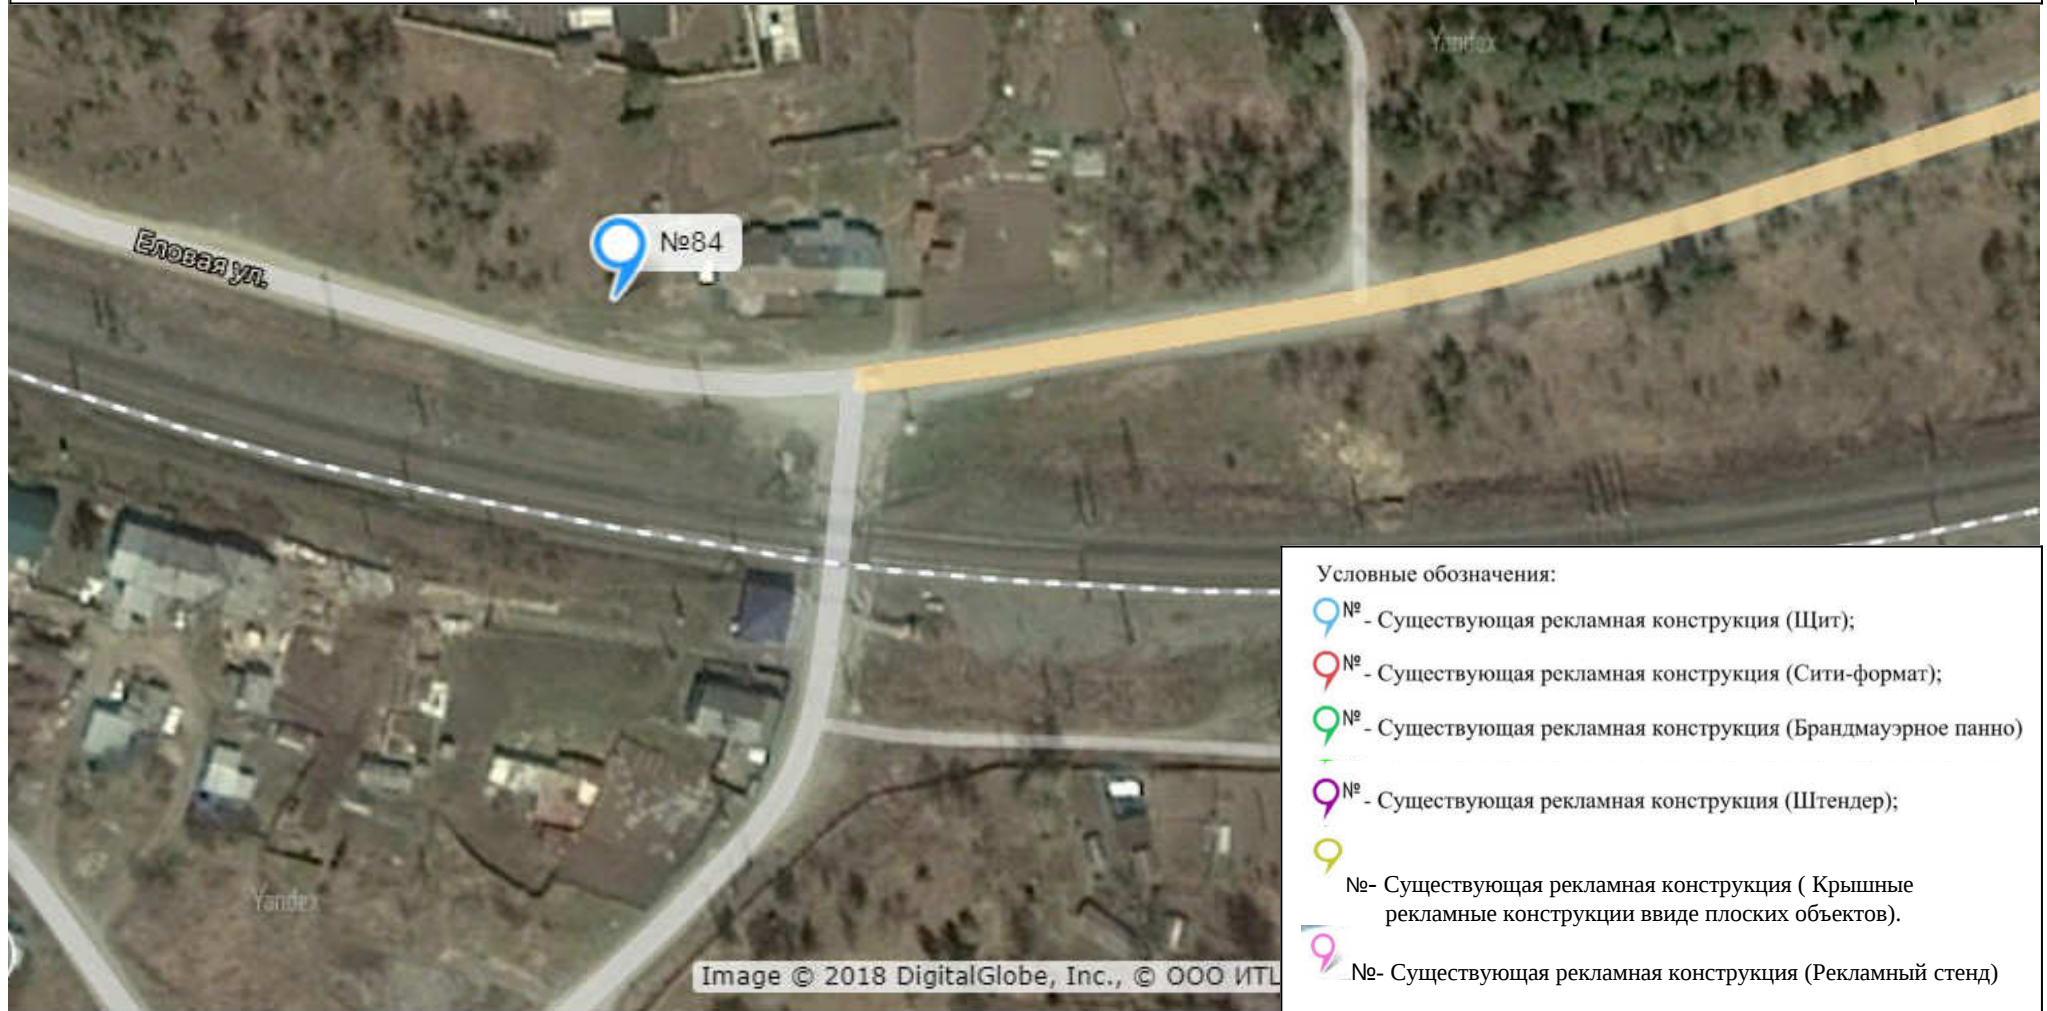 Yandex
№84
Еловая ул.
Условные обозначения:
№ - Существующая рекламная конструкция (Щит);
№ - Существующая рекламная конструкция (Сити-формат);
№ - Существующая рекламная конструкция (Брандмауэрное панно)
№ - Существующая рекламная конструкция (Штендер);
№- Существующая рекламная конструкция ( Крышные
рекламные конструкции ввиде плоских объектов).
№- Существующая рекламная конструкция (Рекламный стенд)
Yandex
Image © 2018 DigitalGlobe, Inc., © ООО ИТ